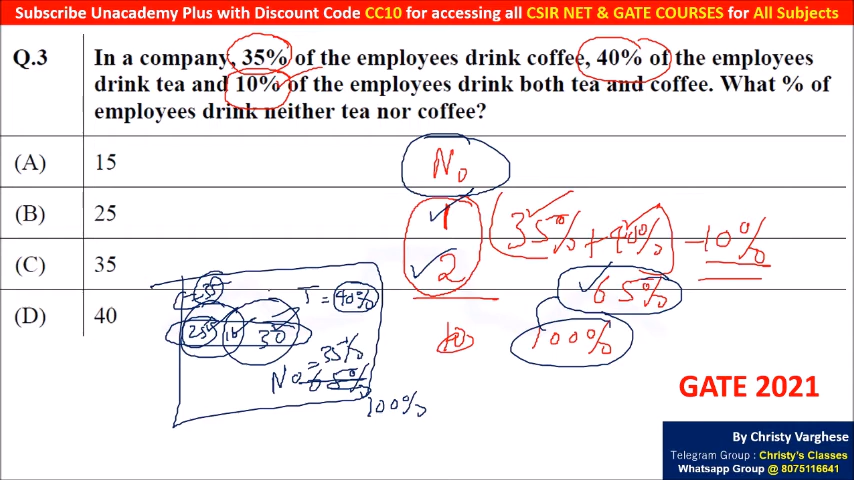 Subscribe Unacademy Plus with Discount Code CC10 for accessing all CSIR NET & GATE COURSES for All Subjects
Q.3 In a company, 35% of the employees drink coffee, 40% of the employees
drink tea and 10% of the employees drink both tea and coffee. What % of
employees drink neither tea nor coffee?
(A) 15
(B) 25
(C) 35
(D) 40
No
1
2
35% + 40% - 10%
65%
100%
35
T = 40%
25 10 30
No = 35%
65%
100%
GATE 2021
By Christy Varghese
Telegram Group : Christy's Classes
Whatsapp Group @ 8075116641